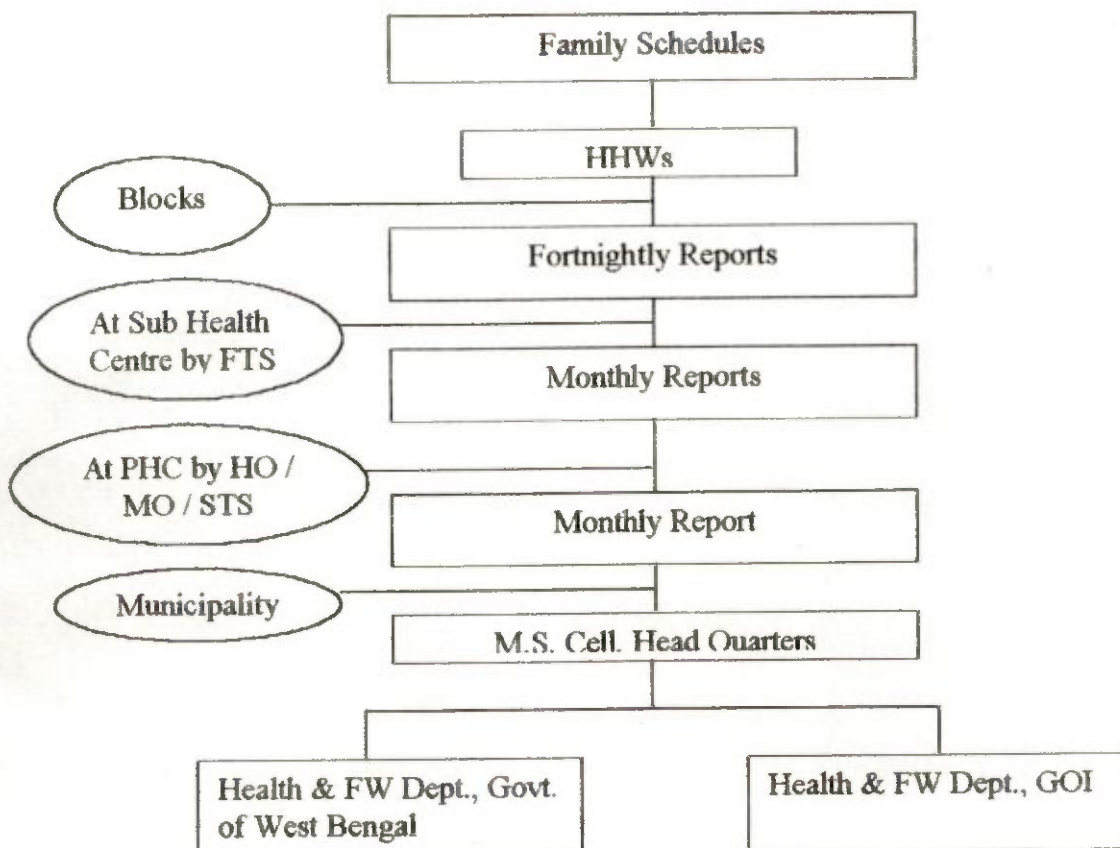 Family Schedules
HHWs
Blocks
Fortnightly Reports
At Sub Health
Centre by FTS
Monthly Reports
At PHC by HO /
MO / STS
Monthly Report
Municipality
M.S. Cell. Head Quarters
Health & FW Dept., Govt.
of West Bengal
Health & FW Dept., GOI